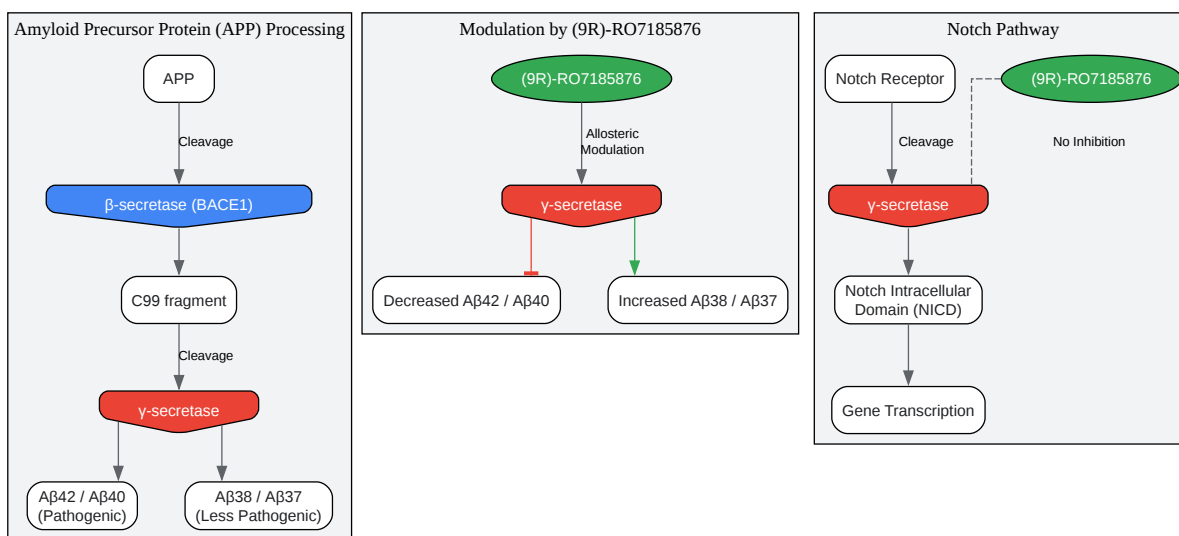 Amyloid Precursor Protein (APP) Processing
APP
Cleavage
β-secretase (BACE1)
C99 fragment
Cleavage
γ-secretase
Aβ42 / Aβ40
(Pathogenic)
Aβ38 / Aβ37
(Less Pathogenic)
Modulation by (9R)-RO7185876
(9R)-RO7185876
Allosteric
Modulation
γ-secretase
Decreased Aβ42 / Aβ40
Increased Aβ38 / Aβ37
Notch Pathway
Notch Receptor
(9R)-RO7185876
Cleavage
No Inhibition
γ-secretase
Notch Intracellular
Domain (NICD)
Gene Transcription